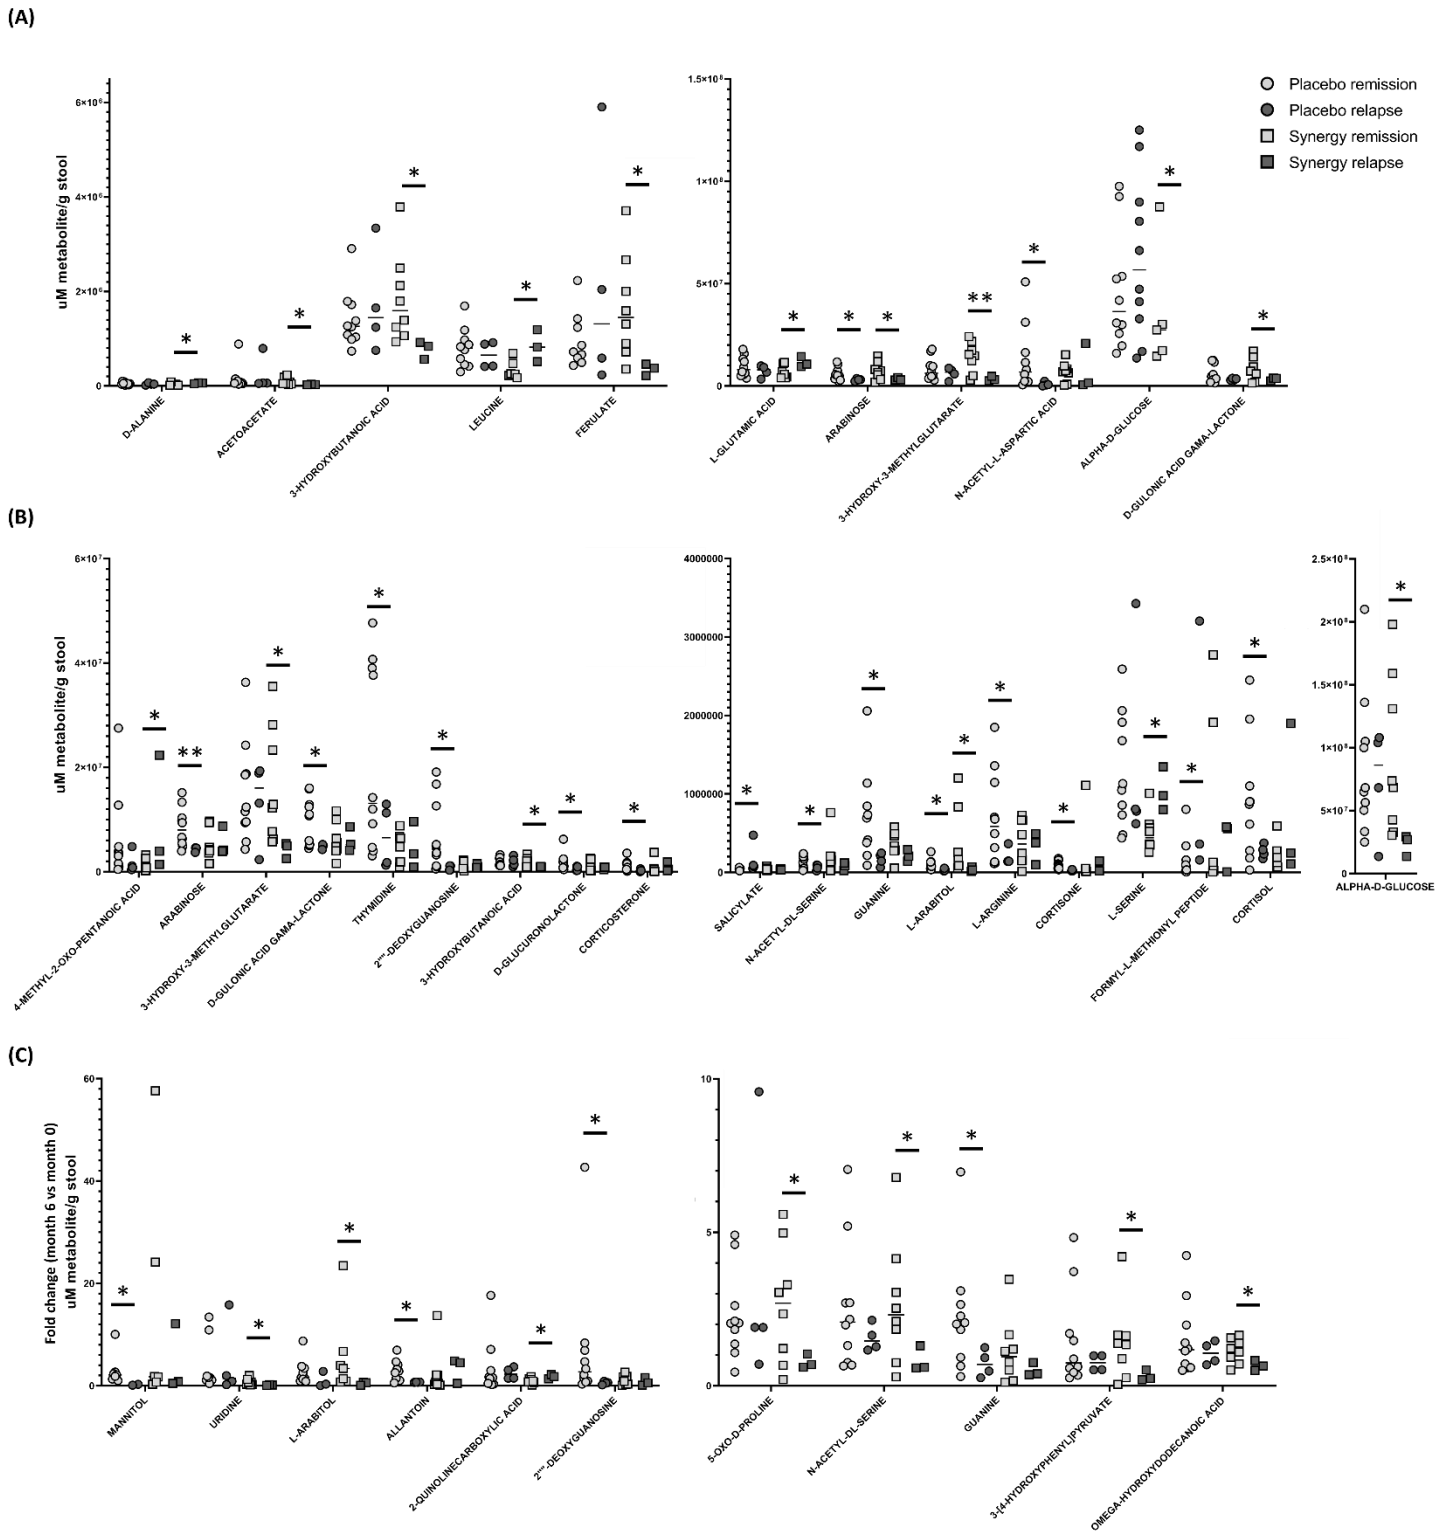 (A)
uM metabolite/g stool
6×10⁶
4×10⁶
2×10⁶
0
* * * * *
D-ALANINE
ACETOACETATE
3-HYDROXYBUTANOIC ACID
LEUCINE
FERULATE
1.5×10⁸
1×10⁸
5×10⁷
0
* * * ** * * *
L-GLUTAMIC ACID
ARABINOSE
3-HYDROXY-3-METHYLGLUTARATE
N-ACETYL-L-ASPARTIC ACID
ALPHA-D-GLUCOSE
D-GULONIC ACID GAMA-LACTONE
Placebo remission
Placebo relapse
Synergy remission
Synergy relapse
(B)
uM metabolite/g stool
6×10⁷
4×10⁷
2×10⁷
0
* ** * * * * * * *
4-METHYL-2-OXO-PENTANOIC ACID
ARABINOSE
3-HYDROXY-3-METHYLGLUTARATE
D-GULONIC ACID GAMA-LACTONE
THYMIDINE
2""-DEOXYGUANOSINE
3-HYDROXYBUTANOIC ACID
D-GLUCURONOLACTONE
CORTICOSTERONE
4000000
3000000
2000000
1000000
0
* * * * * * * * * *
SALICYLATE
N-ACETYL-DL-SERINE
GUANINE
L-ARABITOL
L-ARGININE
CORTISONE
L-SERINE
FORMYL-L-METHIONYL PEPTIDE
CORTISOL
2.5×10⁸
2×10⁸
1.5×10⁸
1×10⁸
5×10⁷
0
*
ALPHA-D-GLUCOSE
(C)
Fold change (month 6 vs month 0)
uM metabolite/g stool
60
40
20
0
* * * * * *
MANNITOL
URIDINE
L-ARABITOL
ALLANTOIN
2-QUINOLINECARBOXYLIC ACID
2""-DEOXYGUANOSINE
10
5
0
* * * * *
5-OXO-D-PROLINE
N-ACETYL-DL-SERINE
GUANINE
3-[4-HYDROXYPHENYL]PYRUVATE
OMEGA-HYDROXYDODECANOIC ACID